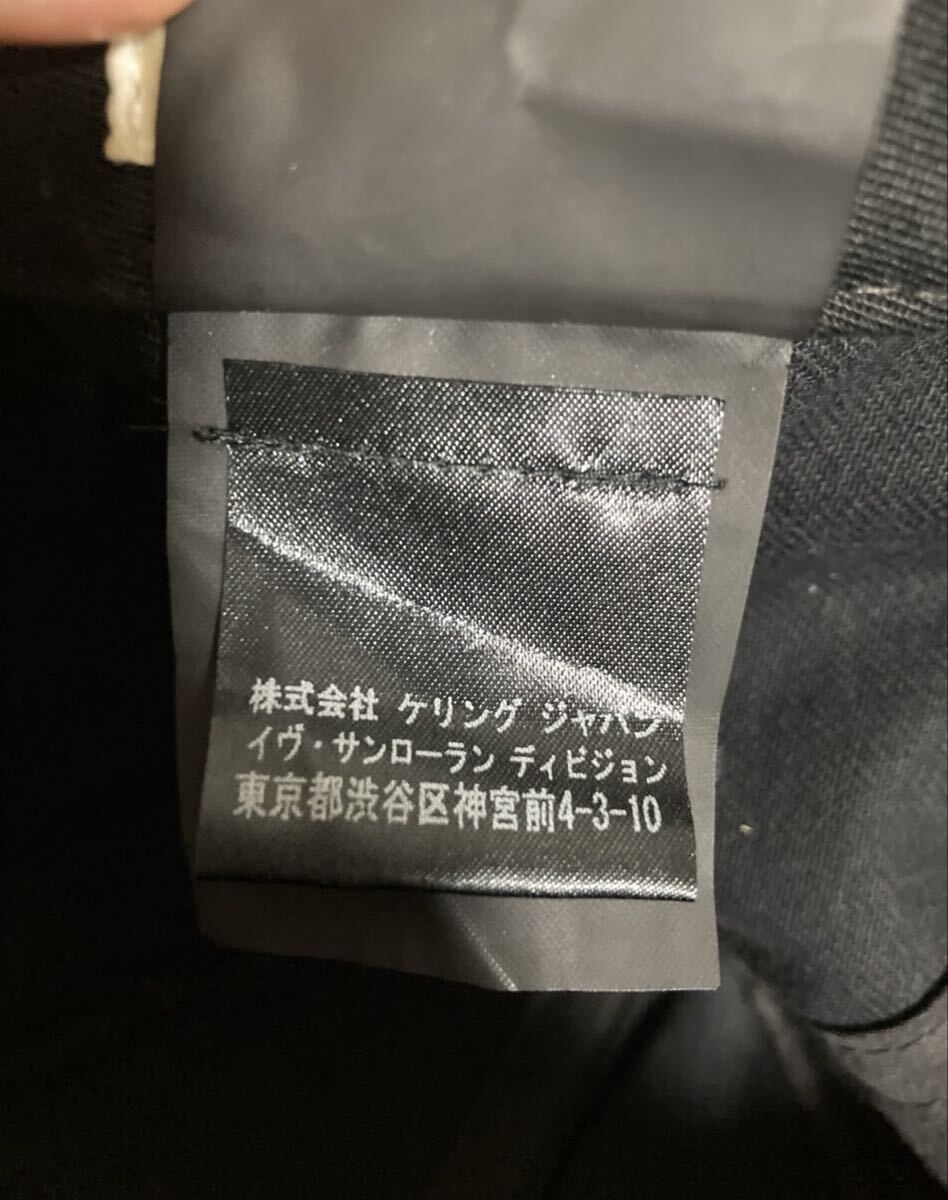 株式会社 ケリング ジャパン
イヴ・サンローラン ディビジョン
東京都渋谷区神宮前4-3-10